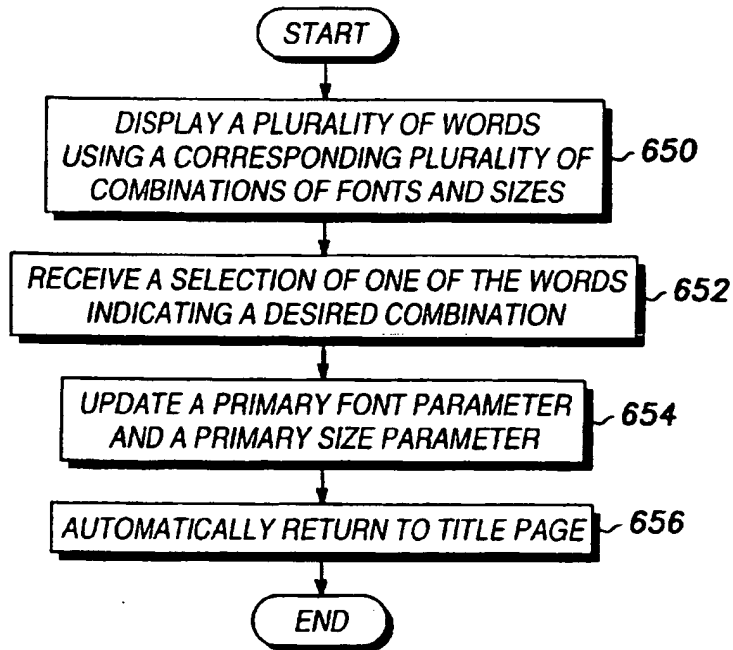 START
DISPLAY A PLURALITY OF WORDS
USING A CORRESPONDING PLURALITY OF
COMBINATIONS OF FONTS AND SIZES
650
RECEIVE A SELECTION OF ONE OF THE WORDS
INDICATING A DESIRED COMBINATION
652
UPDATE A PRIMARY FONT PARAMETER
AND A PRIMARY SIZE PARAMETER
654
AUTOMATICALLY RETURN TO TITLE PAGE
656
END